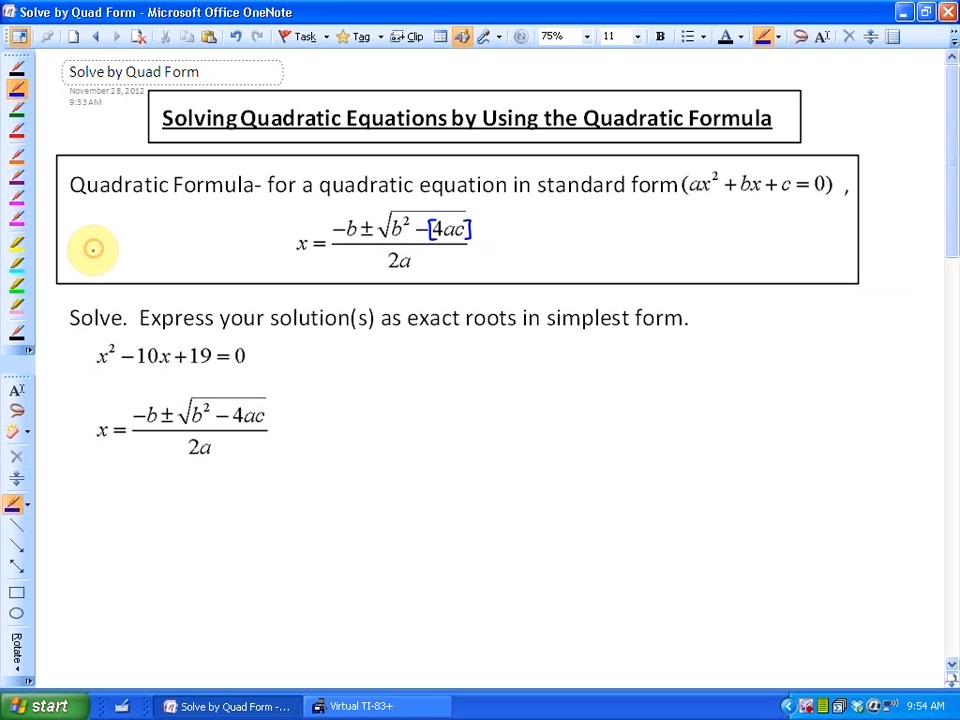 Solve by Quad Form - Microsoft Office OneNote
Task Tag Clip 75% 11 B A A
Solve by Quad Form
November 28, 2012
9:33 AM
Solving Quadratic Equations by Using the Quadratic Formula
Quadratic Formula- for a quadratic equation in standard form (ax² + bx + c = 0) ,
x = (−b ± √(b² − [4ac])) / 2a
Solve. Express your solution(s) as exact roots in simplest form.
x² − 10x + 19 = 0
x = (−b ± √(b² − 4ac)) / 2a
A
Rotate
start Solve by Quad Form -... Virtual TI-83+ 9:54 AM